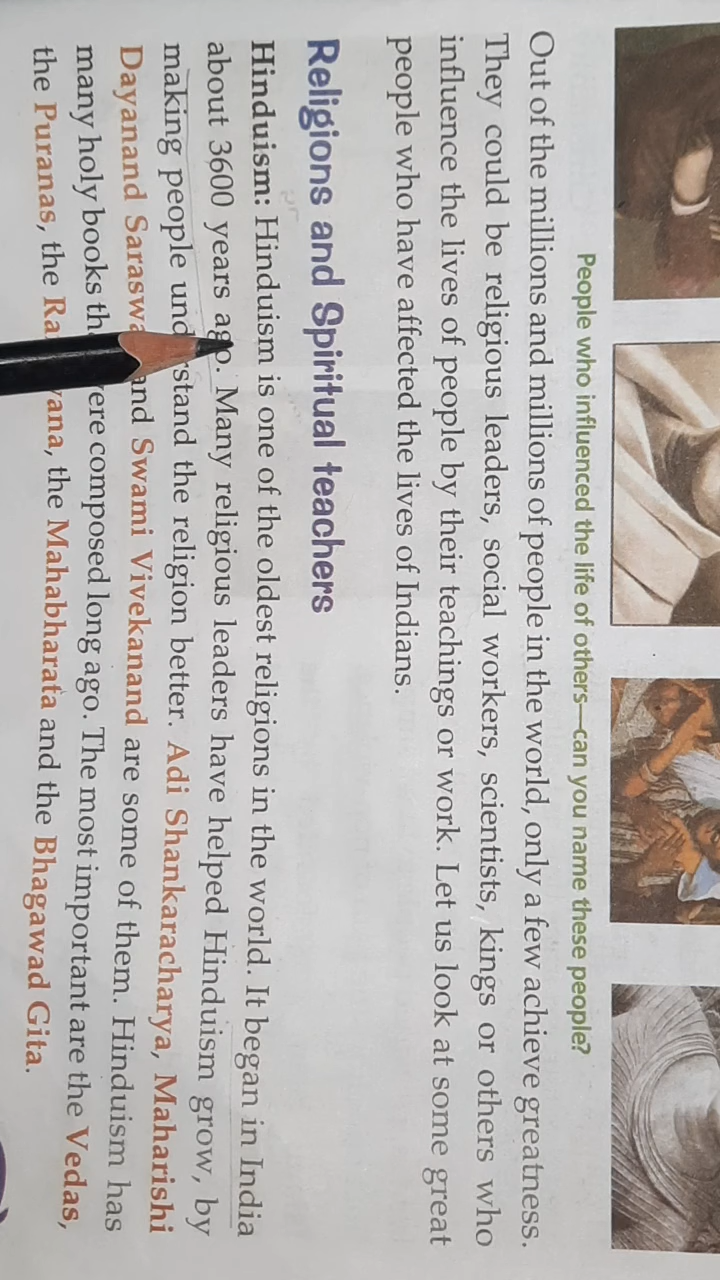 People who influenced the life of others—can you name these people?
Out of the millions and millions of people in the world, only a few achieve greatness.
They could be religious leaders, social workers, scientists, kings or others who
influence the lives of people by their teachings or work. Let us look at some great
people who have affected the lives of Indians.
Religions and Spiritual teachers
Hinduism: Hinduism is one of the oldest religions in the world. It began in India
about 3600 years ago. Many religious leaders have helped Hinduism grow, by
making people understand the religion better. Adi Shankaracharya, Maharishi
Dayanand and Swami Vivekanand are some of them. Hinduism has
many holy books composed long ago. The most important are the Vedas,
the Puranas, the the Mahabharata and the Bhagawad Gita.